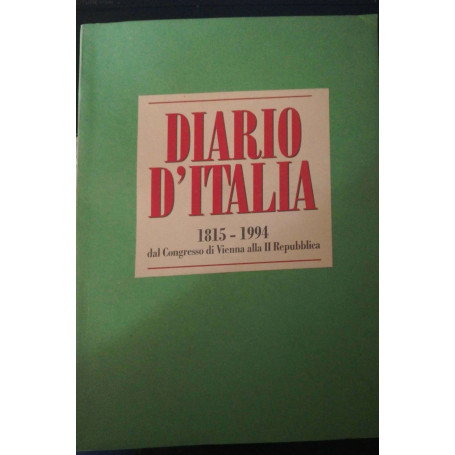 DIARIO
D'ITALIA
1815 - 1994
dal Congresso di Vienna alla II Repubblica